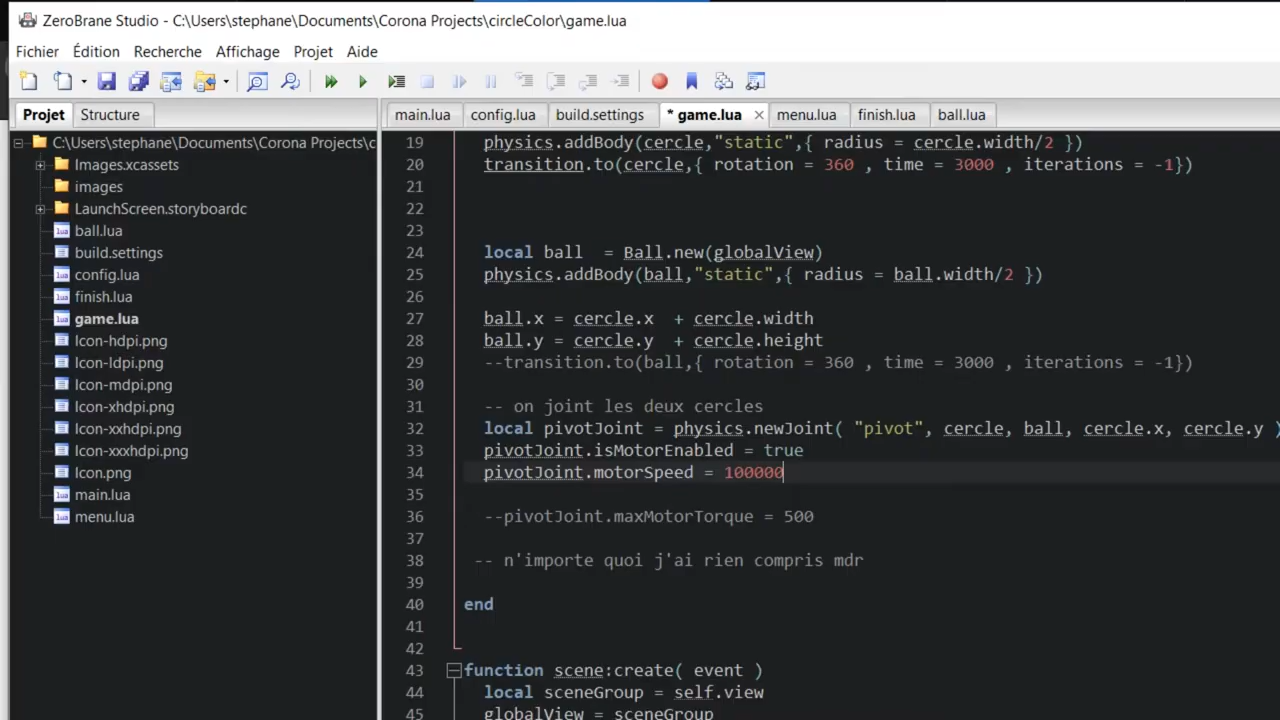 ZeroBrane Studio - C:\Users\stephane\Documents\Corona Projects\circleColor\game.lua
Fichier Édition Recherche Affichage Projet Aide
Projet Structure
main.lua config.lua build.settings * game.lua menu.lua finish.lua ball.lua
C:\Users\stephane\Documents\Corona Projects\c
Images.xcassets
images
LaunchScreen.storyboardc
ball.lua
build.settings
config.lua
finish.lua
game.lua
Icon-hdpi.png
Icon-ldpi.png
Icon-mdpi.png
Icon-xhdpi.png
Icon-xxhdpi.png
Icon-xxxhdpi.png
Icon.png
main.lua
menu.lua
19 physics.addBody(cercle,"static",{ radius = cercle.width/2 })
20 transition.to(cercle,{ rotation = 360 , time = 3000 , iterations = -1})
21
22
23
24 local ball  = Ball.new(globalView)
25 physics.addBody(ball,"static",{ radius = ball.width/2 })
26
27 ball.x = cercle.x  + cercle.width
28 ball.y = cercle.y  + cercle.height
29 --transition.to(ball,{ rotation = 360 , time = 3000 , iterations = -1})
30
31 -- on joint les deux cercles
32 local pivotJoint = physics.newJoint( "pivot", cercle, ball, cercle.x, cercle.y )
33 pivotJoint.isMotorEnabled = true
34 pivotJoint.motorSpeed = 100000
35
36 --pivotJoint.maxMotorTorque = 500
37
38 -- n'importe quoi j'ai rien compris mdr
39
40 end
41
42
43 function scene:create( event )
44 local sceneGroup = self.view
45 globalView = sceneGroup